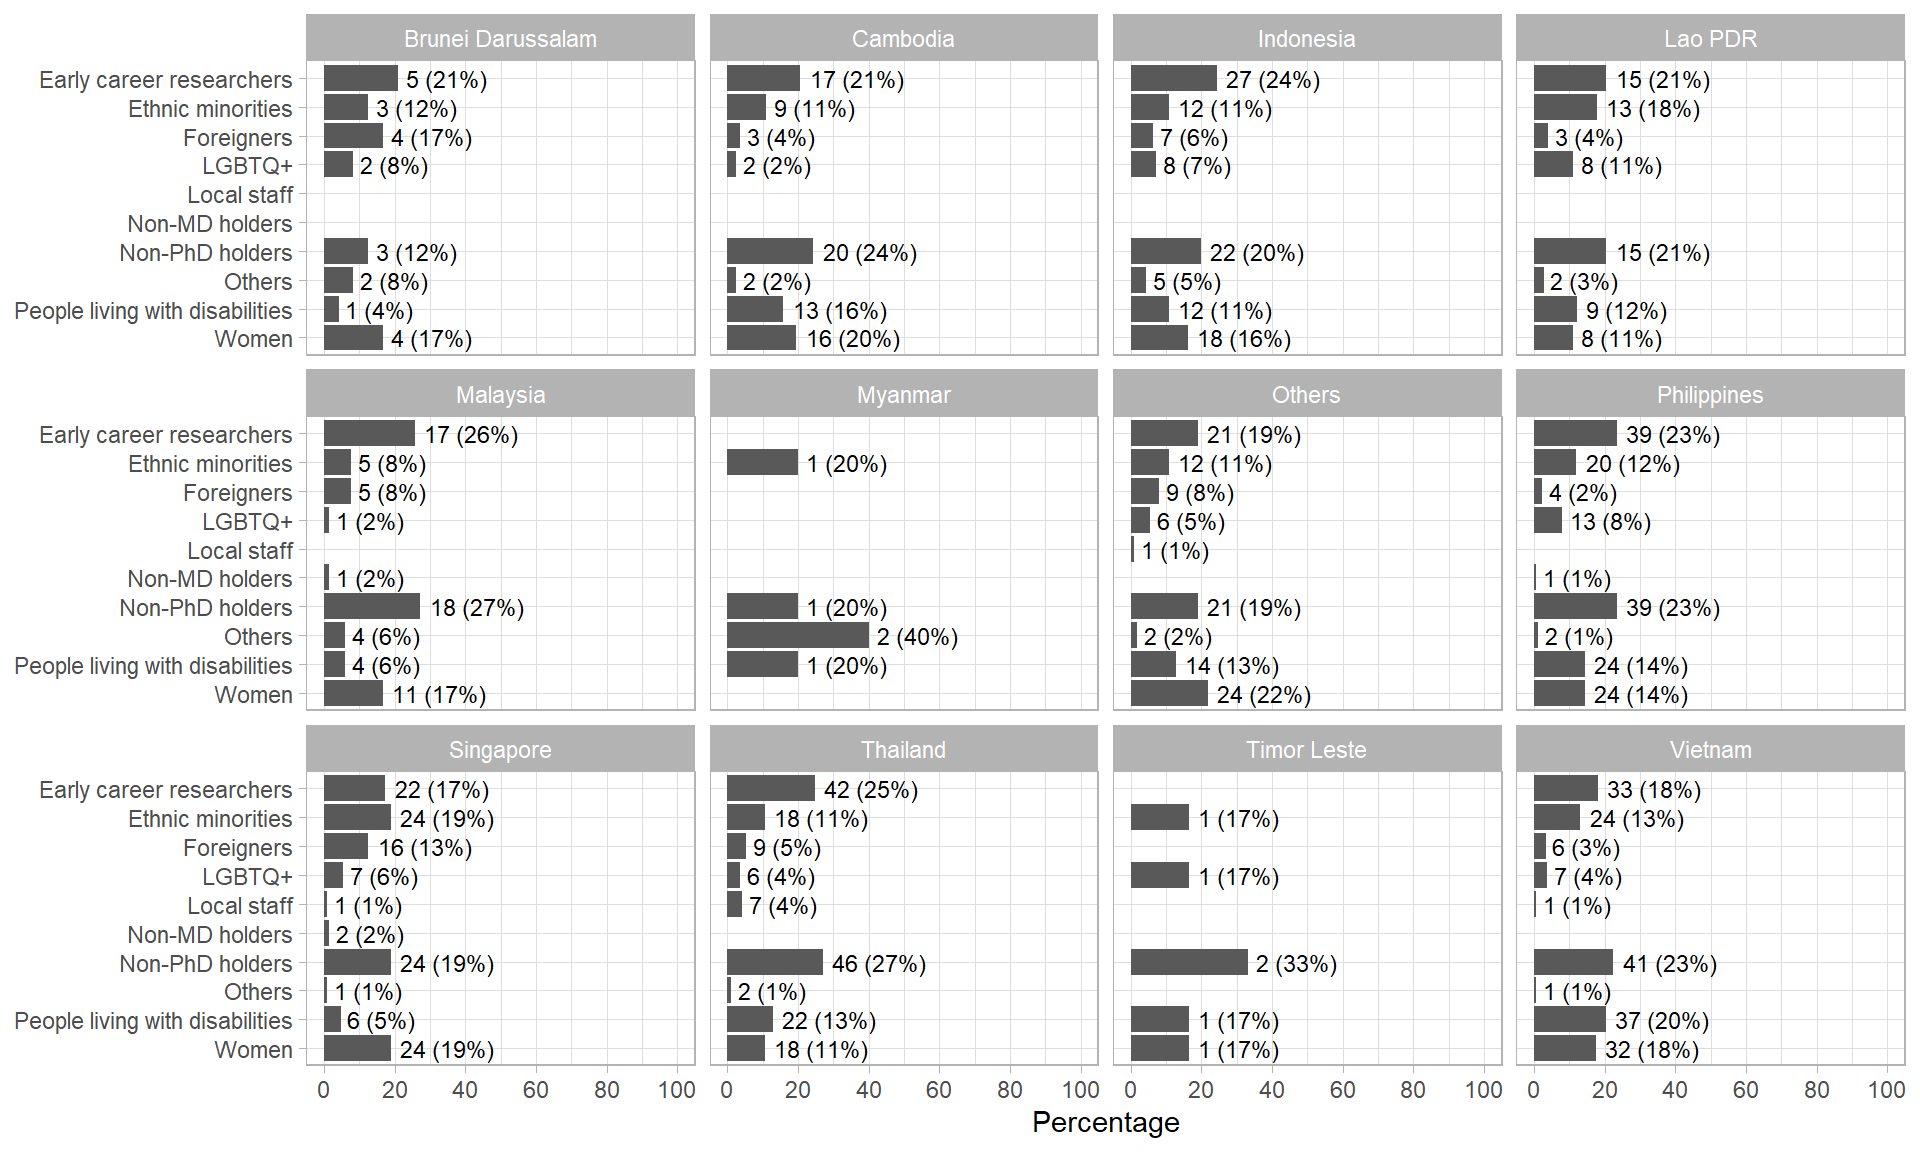 Brunei Darussalam Cambodia Indonesia Lao PDR
Early career researchers 5 (21%) 17 (21%) 27 (24%) 15 (21%)
Ethnic minorities 3 (12%) 9 (11%) 12 (11%) 13 (18%)
Foreigners 4 (17%) 3 (4%) 7 (6%) 3 (4%)
LGBTQ+ 2 (8%) 2 (2%) 8 (7%) 8 (11%)
Local staff
Non-MD holders
Non-PhD holders 3 (12%) 20 (24%) 22 (20%) 15 (21%)
Others 2 (8%) 2 (2%) 5 (5%) 2 (3%)
People living with disabilities 1 (4%) 13 (16%) 12 (11%) 9 (12%)
Women 4 (17%) 16 (20%) 18 (16%) 8 (11%)
Malaysia Myanmar Others Philippines
Early career researchers 17 (26%) 21 (19%) 39 (23%)
Ethnic minorities 5 (8%) 1 (20%) 12 (11%) 20 (12%)
Foreigners 5 (8%) 9 (8%) 4 (2%)
LGBTQ+ 1 (2%) 6 (5%) 13 (8%)
Local staff 1 (1%)
Non-MD holders 1 (2%) 1 (1%)
Non-PhD holders 18 (27%) 1 (20%) 21 (19%) 39 (23%)
Others 4 (6%) 2 (40%) 2 (2%) 2 (1%)
People living with disabilities 4 (6%) 1 (20%) 14 (13%) 24 (14%)
Women 11 (17%) 24 (22%) 24 (14%)
Singapore Thailand Timor Leste Vietnam
Early career researchers 22 (17%) 42 (25%) 33 (18%)
Ethnic minorities 24 (19%) 18 (11%) 1 (17%) 24 (13%)
Foreigners 16 (13%) 9 (5%) 6 (3%)
LGBTQ+ 7 (6%) 6 (4%) 1 (17%) 7 (4%)
Local staff 1 (1%) 7 (4%) 1 (1%)
Non-MD holders 2 (2%)
Non-PhD holders 24 (19%) 46 (27%) 2 (33%) 41 (23%)
Others 1 (1%) 2 (1%) 1 (1%)
People living with disabilities 6 (5%) 22 (13%) 1 (17%) 37 (20%)
Women 24 (19%) 18 (11%) 1 (17%) 32 (18%)
0 20 40 60 80 100 0 20 40 60 80 100 0 20 40 60 80 100 0 20 40 60 80 100
Percentage